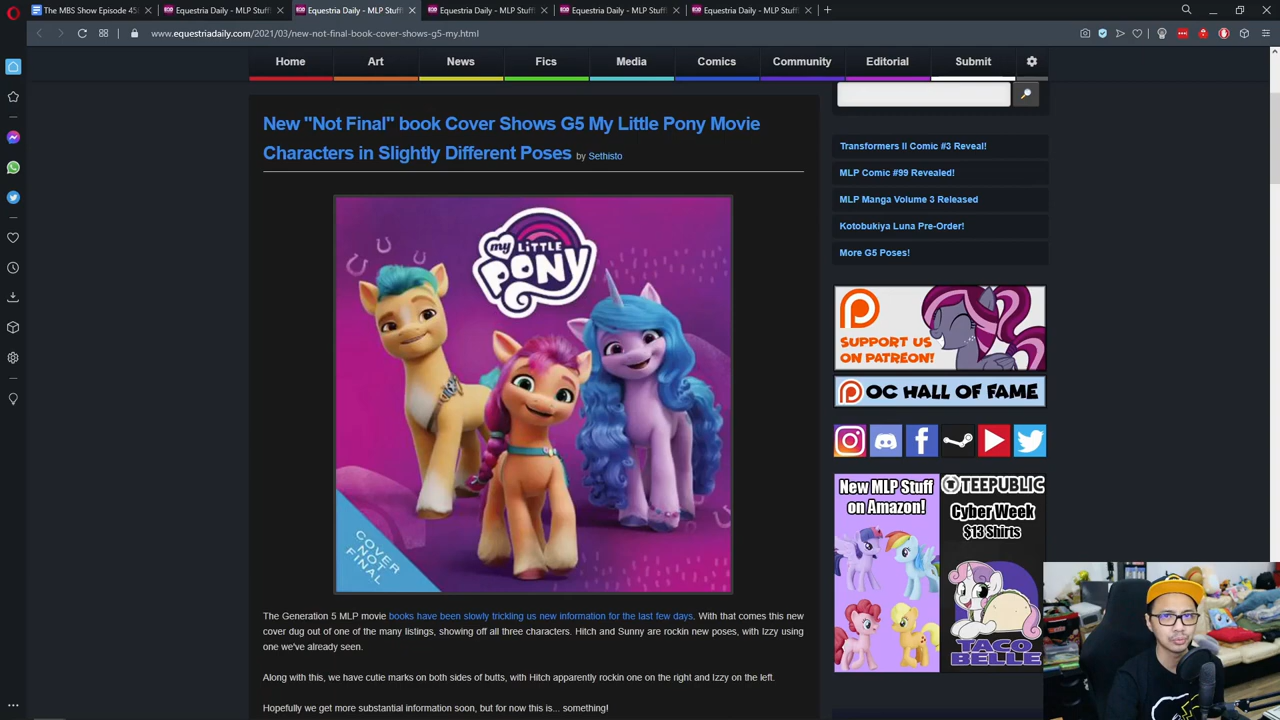 The MBS Show Episode 45
Equestria Daily - MLP Stuff!
Equestria Daily - MLP Stuff!
Equestria Daily - MLP Stuff!
Equestria Daily - MLP Stuff!
Equestria Daily - MLP Stuff!
www.equestriadaily.com/2021/03/new-not-final-book-cover-shows-g5-my.html
Home
Art
News
Fics
Media
Comics
Community
Editorial
Submit
New "Not Final" book Cover Shows G5 My Little Pony Movie
Characters in Slightly Different Poses by Sethisto
my LiTTLE
PONY
COVER
NOT
FINAL
The Generation 5 MLP movie books have been slowly trickling us new information for the last few days. With that comes this new
cover dug out of one of the many listings, showing off all three characters. Hitch and Sunny are rockin new poses, with Izzy using
one we've already seen.
Along with this, we have cutie marks on both sides of butts, with Hitch apparently rockin one on the right and Izzy on the left.
Hopefully we get more substantial information soon, but for now this is... something!
Transformers II Comic #3 Reveal!
MLP Comic #99 Revealed!
MLP Manga Volume 3 Released
Kotobukiya Luna Pre-Order!
More G5 Poses!
SUPPORT US
ON PATREON!
OC HALL OF FAME
New MLP Stuff
on Amazon!
TEEPUBLIC
Cyber Week
$13 Shirts
TACO
BELLE